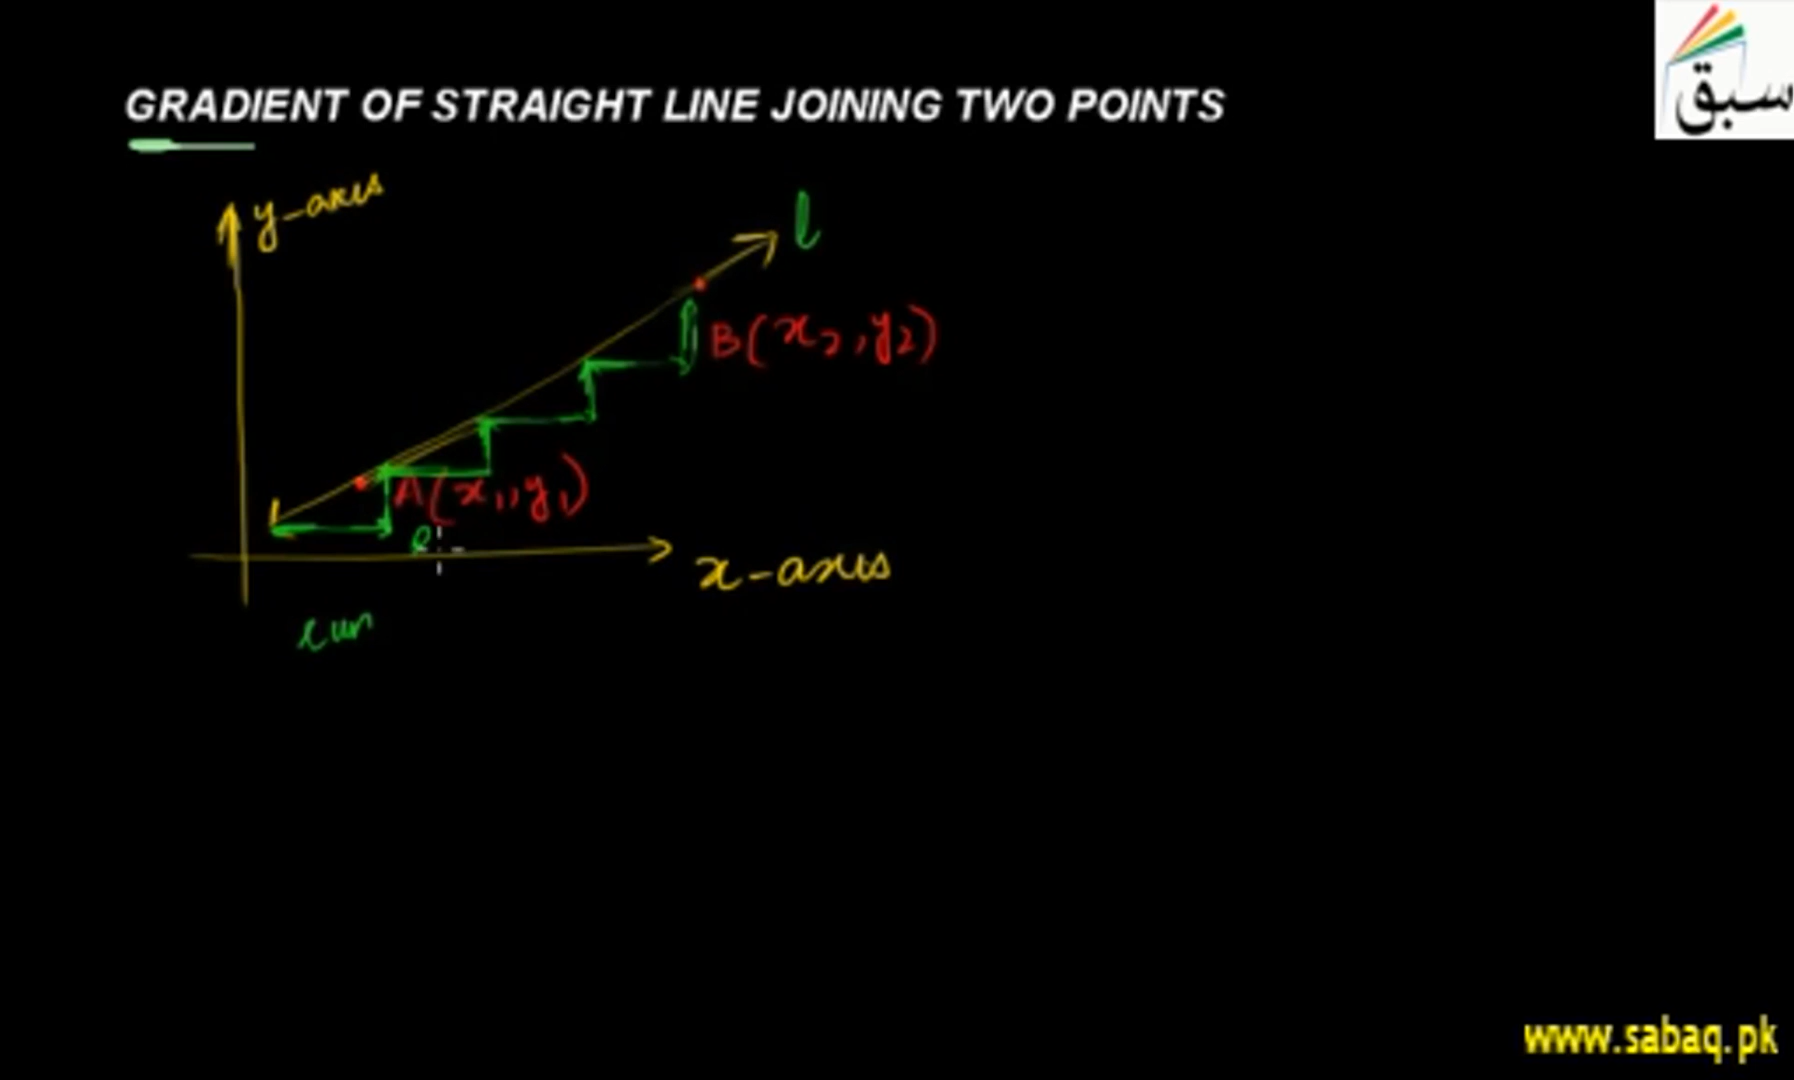 سبق
GRADIENT OF STRAIGHT LINE JOINING TWO POINTS
y-axis
l
B(x₂,y₂)
A(x₁,y₁)
x-axis
run
www.sabaq.pk